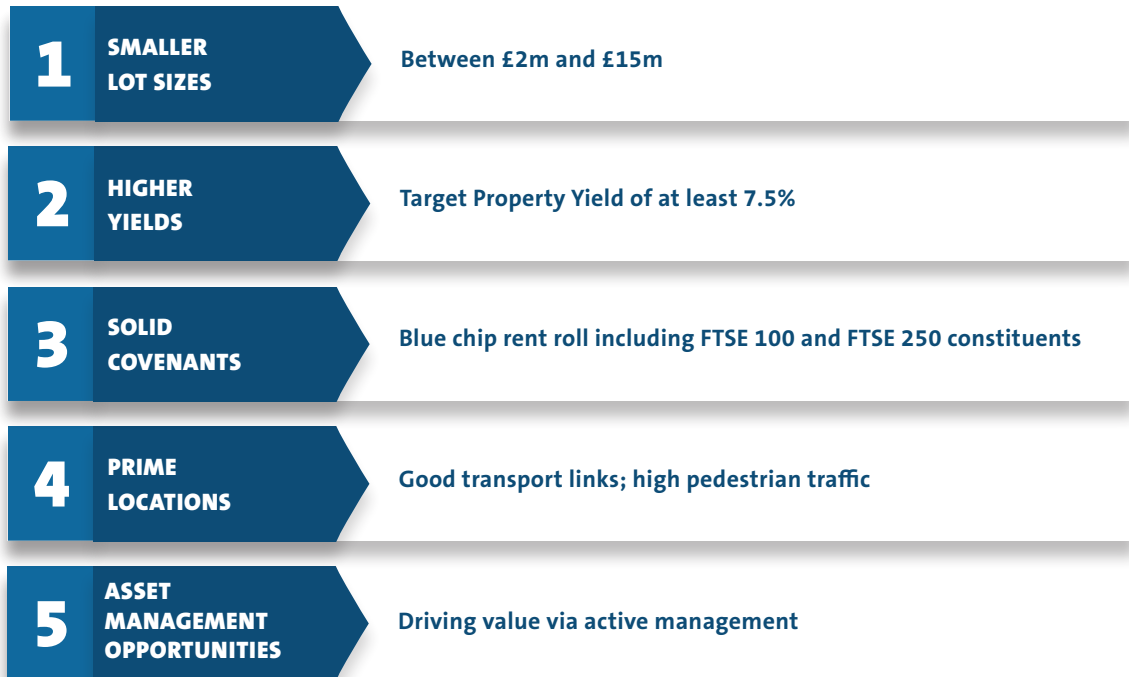 1
SMALLER
LOT SIZES
Between £2m and £15m
2
HIGHER
YIELDS
Target Property Yield of at least 7.5%
3
SOLID
COVENANTS
Blue chip rent roll including FTSE 100 and FTSE 250 constituents
4
PRIME
LOCATIONS
Good transport links; high pedestrian traffic
5
ASSET
MANAGEMENT
OPPORTUNITIES
Driving value via active management